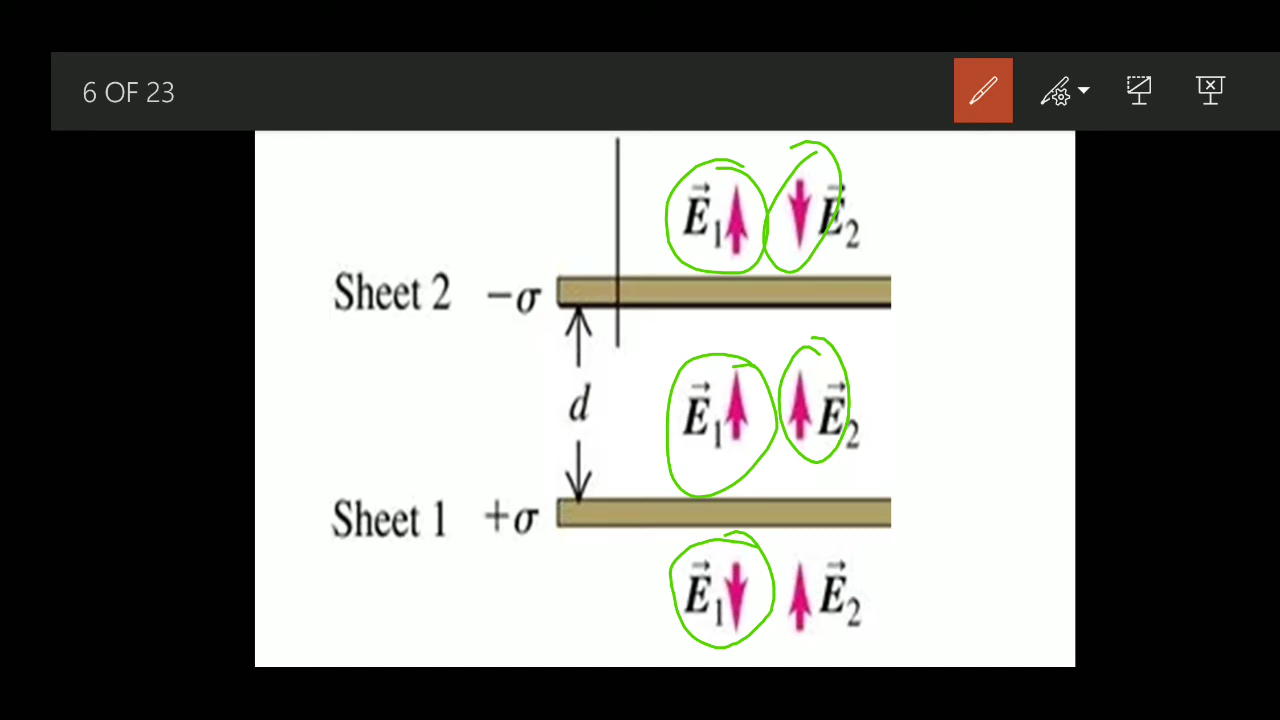 6 OF 23
E⃗₁ E⃗₂
Sheet 2 −σ
d
E⃗₁ E⃗₂
Sheet 1 +σ
E⃗₁ E⃗₂